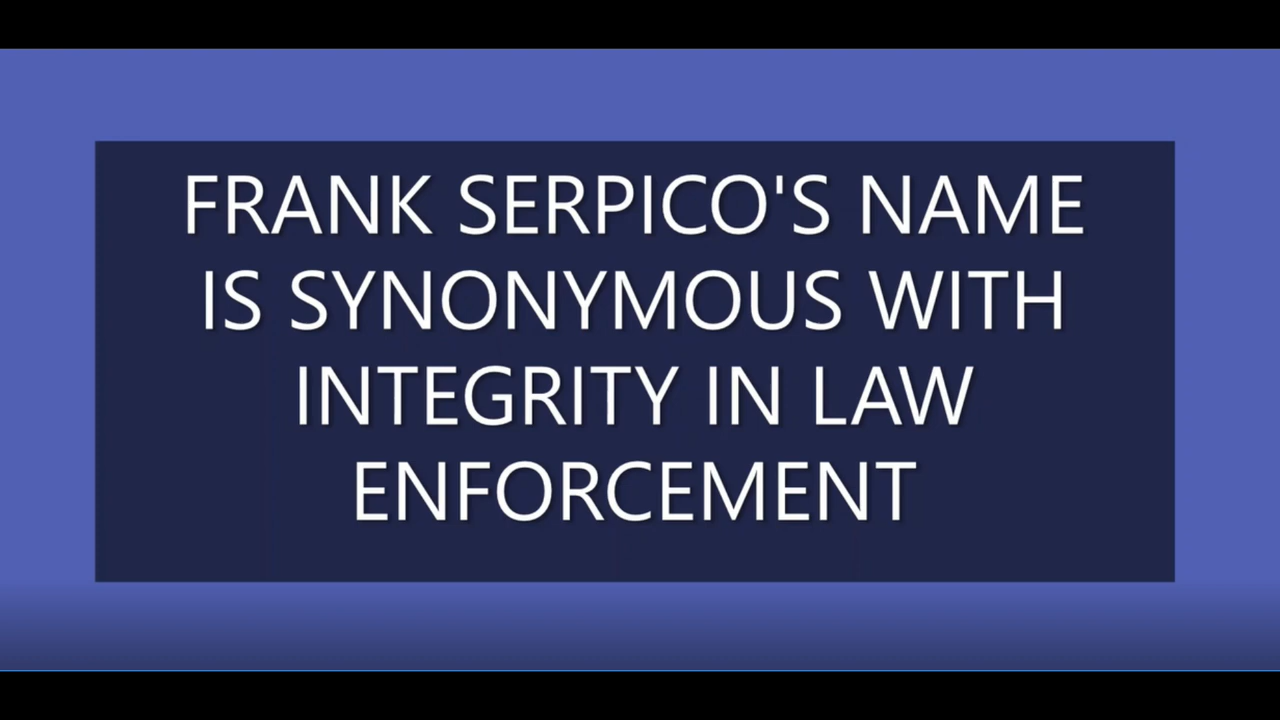 FRANK SERPICO'S NAME
IS SYNONYMOUS WITH
INTEGRITY IN LAW
ENFORCEMENT